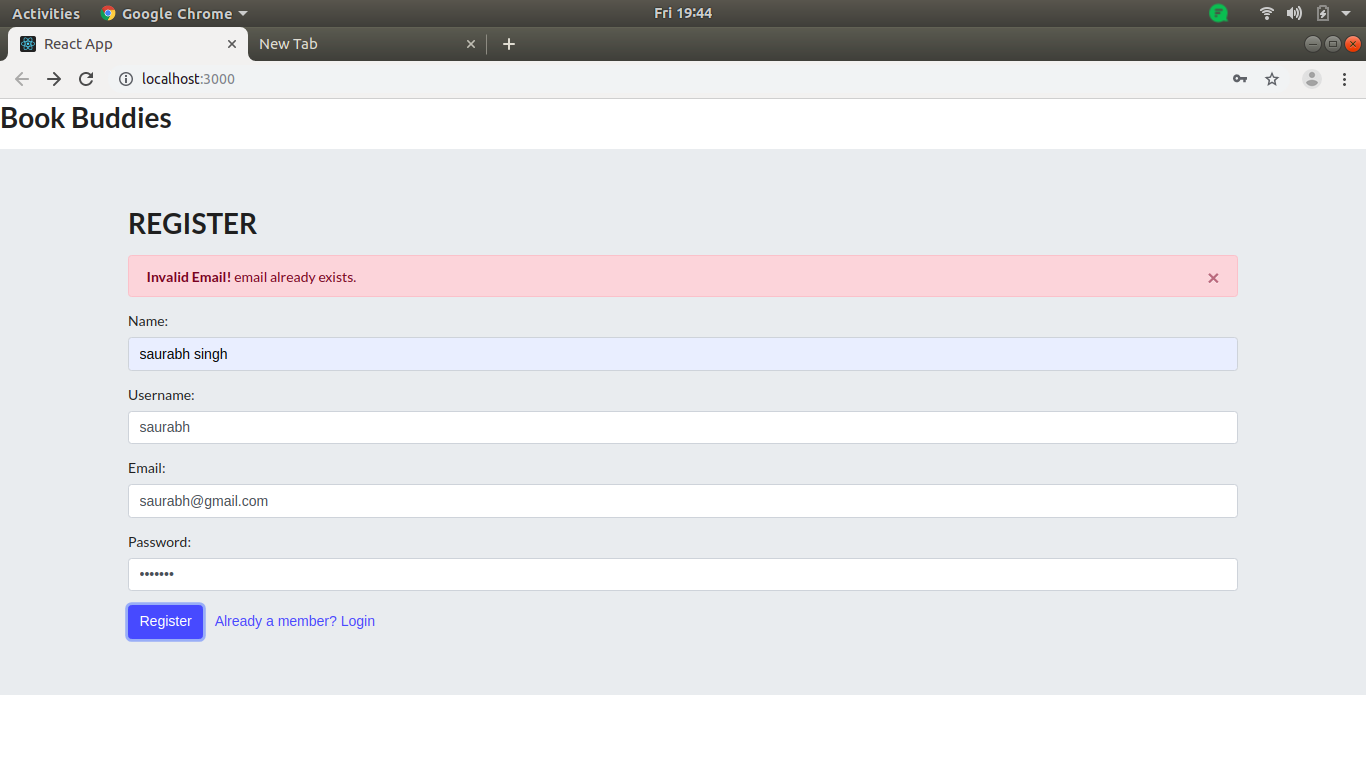 Activities Google Chrome Fri 19:44
React App New Tab
localhost:3000
Book Buddies
REGISTER
Invalid Email! email already exists.
Name:
saurabh singh
Username:
saurabh
Email:
saurabh@gmail.com
Password:
•••••••
Register Already a member? Login